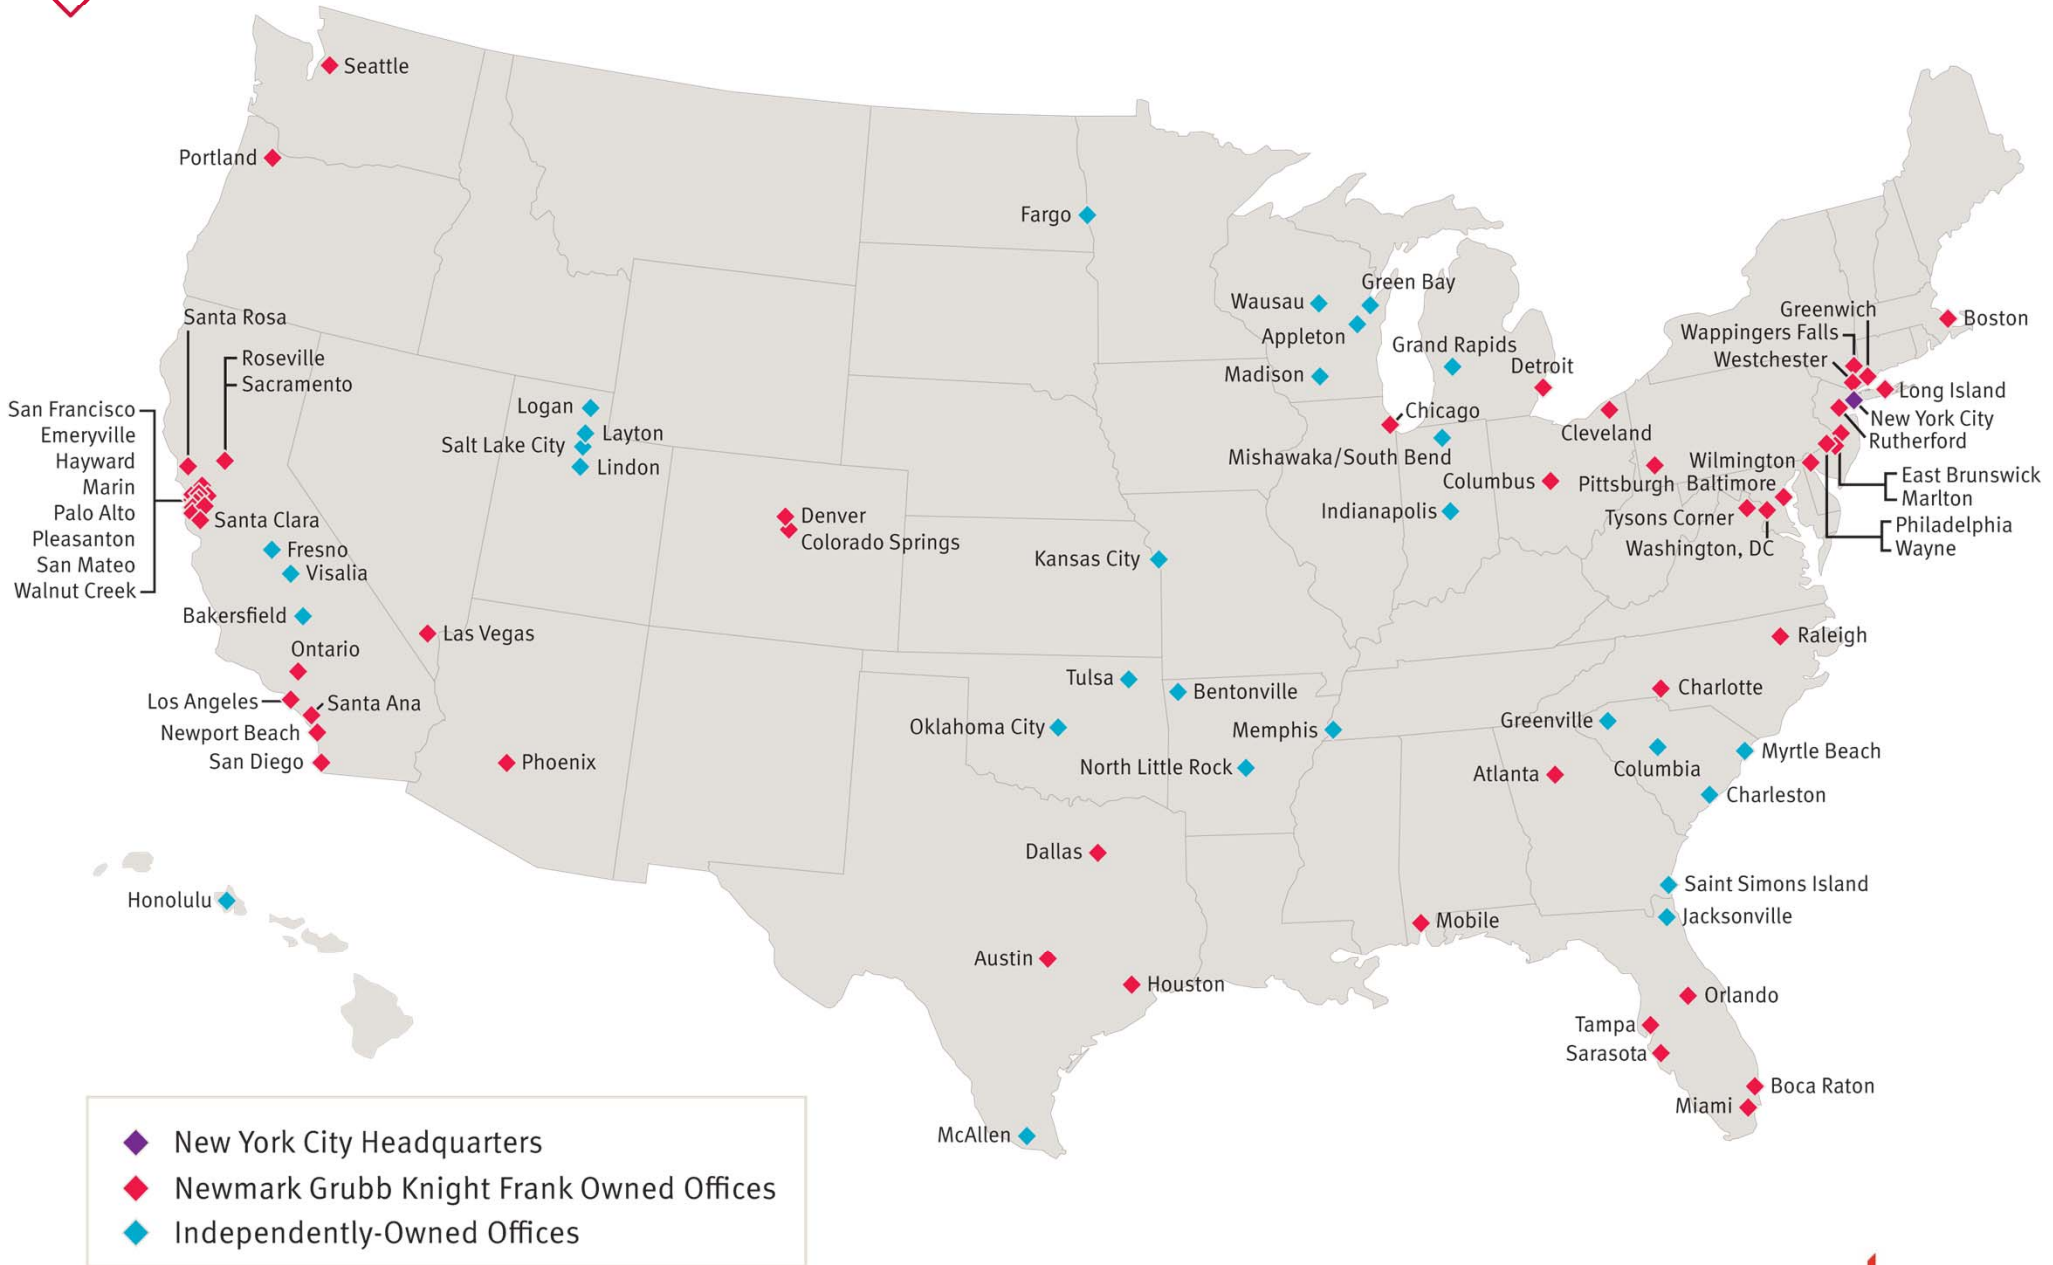 Seattle
Portland
Fargo
Green Bay
Wausau
Appleton
Grand Rapids
Detroit
Madison
Greenwich
Wappingers Falls
Westchester
Boston
Long Island
New York City
Rutherford
Santa Rosa
Roseville
Sacramento
San Francisco
Emeryville
Hayward
Marin
Palo Alto
Pleasanton
San Mateo
Walnut Creek
Santa Clara
Fresno
Visalia
Bakersfield
Ontario
Los Angeles
Santa Ana
Newport Beach
San Diego
Las Vegas
Phoenix
Logan
Layton
Salt Lake City
Lindon
Denver
Colorado Springs
Kansas City
Chicago
Mishawaka/South Bend
Cleveland
Columbus
Pittsburgh
Indianapolis
Wilmington
Baltimore
Tysons Corner
Washington, DC
East Brunswick
Marlton
Philadelphia
Wayne
Raleigh
Charlotte
Tulsa
Bentonville
Oklahoma City
Memphis
North Little Rock
Greenville
Columbia
Myrtle Beach
Atlanta
Charleston
Dallas
Saint Simons Island
Jacksonville
Mobile
Austin
Houston
Orlando
Tampa
Sarasota
Boca Raton
Miami
McAllen
Honolulu
New York City Headquarters
Newmark Grubb Knight Frank Owned Offices
Independently-Owned Offices